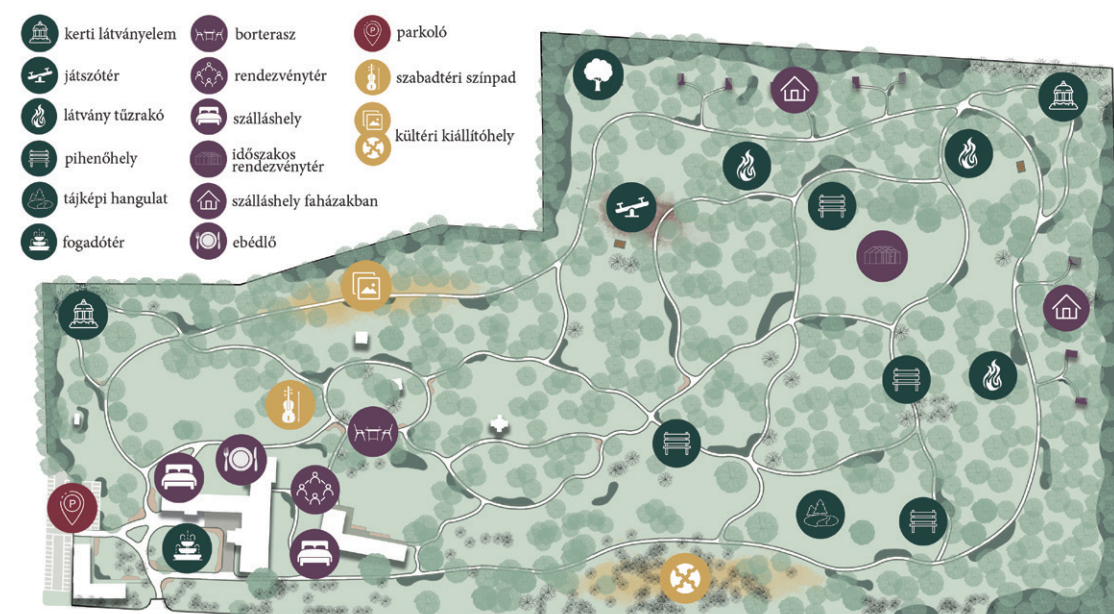 kerti látványelem
játszótér
látvány tűzrakó
pihenőhely
tájképi hangulat
fogadótér
borterasz
rendezvénytér
szálláshely
időszakos
rendezvénytér
szálláshely faházakban
ebédlő
P
parkoló
szabadtéri színpad
kültéri kiállítóhely
P